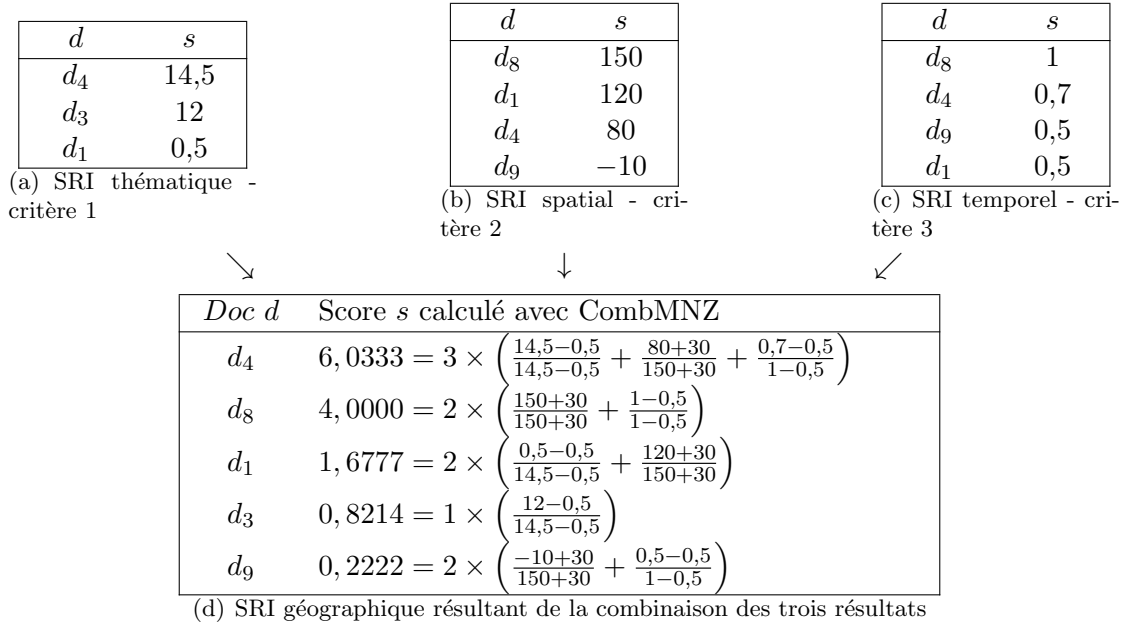 d s
d₄ 14,5
d₃ 12
d₁ 0,5
(a) SRI thématique -
critère 1
d s
d₈ 150
d₁ 120
d₄ 80
d₉ −10
(b) SRI spatial - cri-
tère 2
d s
d₈ 1
d₄ 0,7
d₉ 0,5
d₁ 0,5
(c) SRI temporel - cri-
tère 3
↘ ↓ ↙
Doc d Score s calculé avec CombMNZ
d₄ 6,0333 = 3 × ((14,5−0,5)/(14,5−0,5) + (80+30)/(150+30) + (0,7−0,5)/(1−0,5))
d₈ 4,0000 = 2 × ((150+30)/(150+30) + (1−0,5)/(1−0,5))
d₁ 1,6777 = 2 × ((0,5−0,5)/(14,5−0,5) + (120+30)/(150+30))
d₃ 0,8214 = 1 × ((12−0,5)/(14,5−0,5))
d₉ 0,2222 = 2 × ((−10+30)/(150+30) + (0,5−0,5)/(1−0,5))
(d) SRI géographique résultant de la combinaison des trois résultats